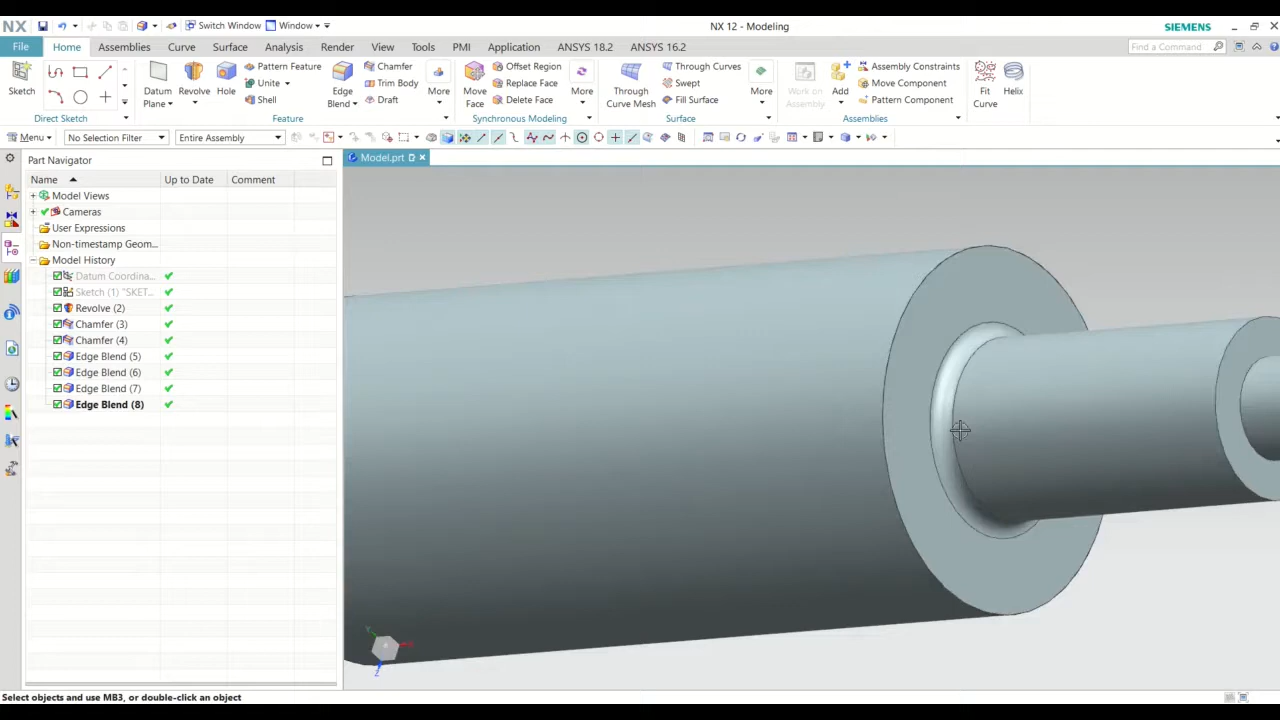 NX
Switch Window
Window
NX 12 - Modeling
SIEMENS
File
Home
Assemblies
Curve
Surface
Analysis
Render
View
Tools
PMI
Application
ANSYS 18.2
ANSYS 16.2
Find a Command
Sketch
Direct Sketch
Datum Plane
Revolve
Hole
Pattern Feature
Unite
Shell
Edge Blend
Chamfer
Trim Body
Draft
More
Feature
Move Face
Offset Region
Replace Face
Delete Face
More
Synchronous Modeling
Through Curve Mesh
Through Curves
Swept
Fill Surface
More
Surface
Work on Assembly
Add
Assembly Constraints
Move Component
Pattern Component
Assemblies
Fit Curve
Helix
Menu
No Selection Filter
Entire Assembly
Part Navigator
Model.prt
Name
Up to Date
Comment
Model Views
Cameras
User Expressions
Non-timestamp Geom...
Model History
Datum Coordina...
Sketch (1) "SKET...
Revolve (2)
Chamfer (3)
Chamfer (4)
Edge Blend (5)
Edge Blend (6)
Edge Blend (7)
Edge Blend (8)
Z
Select objects and use MB3, or double-click an object